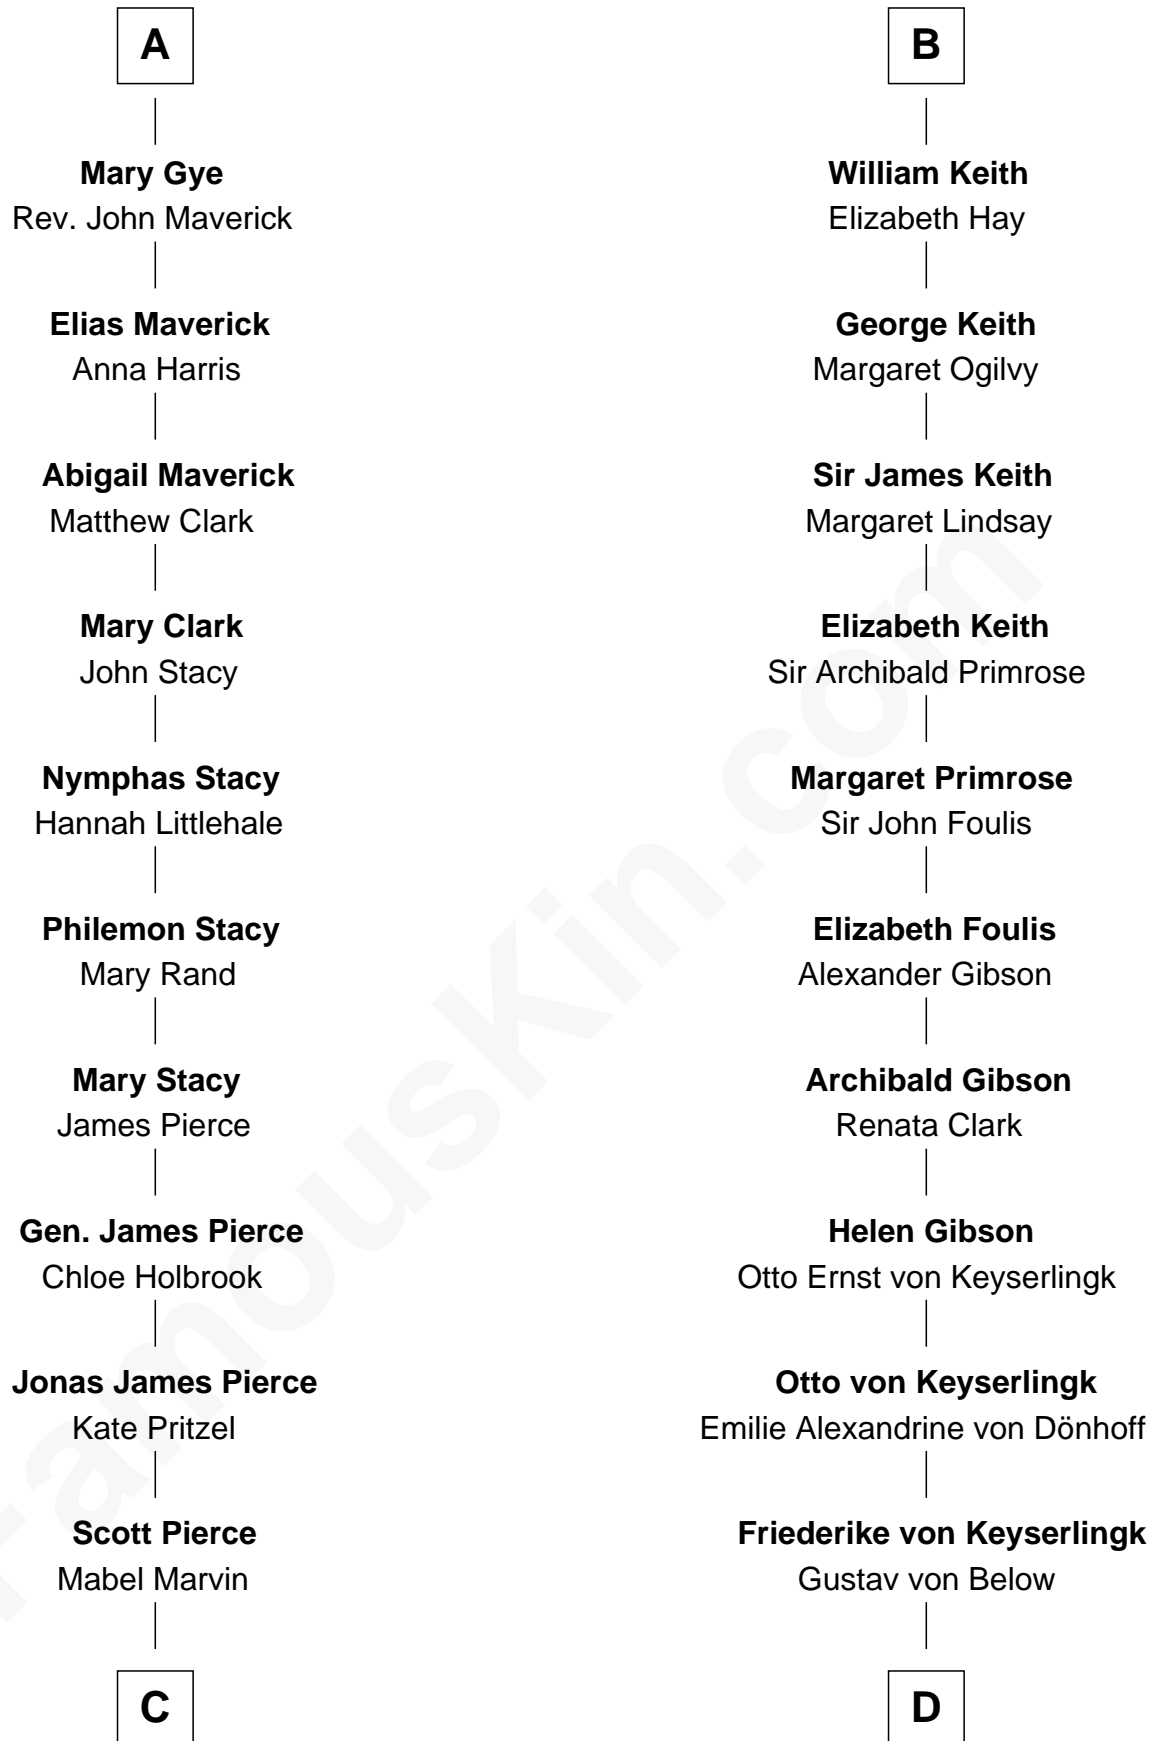 A
Mary Gye
Rev. John Maverick
Elias Maverick
Anna Harris
Abigail Maverick
Matthew Clark
Mary Clark
John Stacy
Nymphas Stacy
Hannah Littlehale
Philemon Stacy
Mary Rand
Mary Stacy
James Pierce
Gen. James Pierce
Chloe Holbrook
Jonas James Pierce
Kate Pritzel
Scott Pierce
Mabel Marvin
C
B
William Keith
Elizabeth Hay
George Keith
Margaret Ogilvy
Sir James Keith
Margaret Lindsay
Elizabeth Keith
Sir Archibald Primrose
Margaret Primrose
Sir John Foulis
Elizabeth Foulis
Alexander Gibson
Archibald Gibson
Renata Clark
Helen Gibson
Otto Ernst von Keyserlingk
Otto von Keyserlingk
Emilie Alexandrine von Dönhoff
Friederike von Keyserlingk
Gustav von Below
D
FamousKin.com